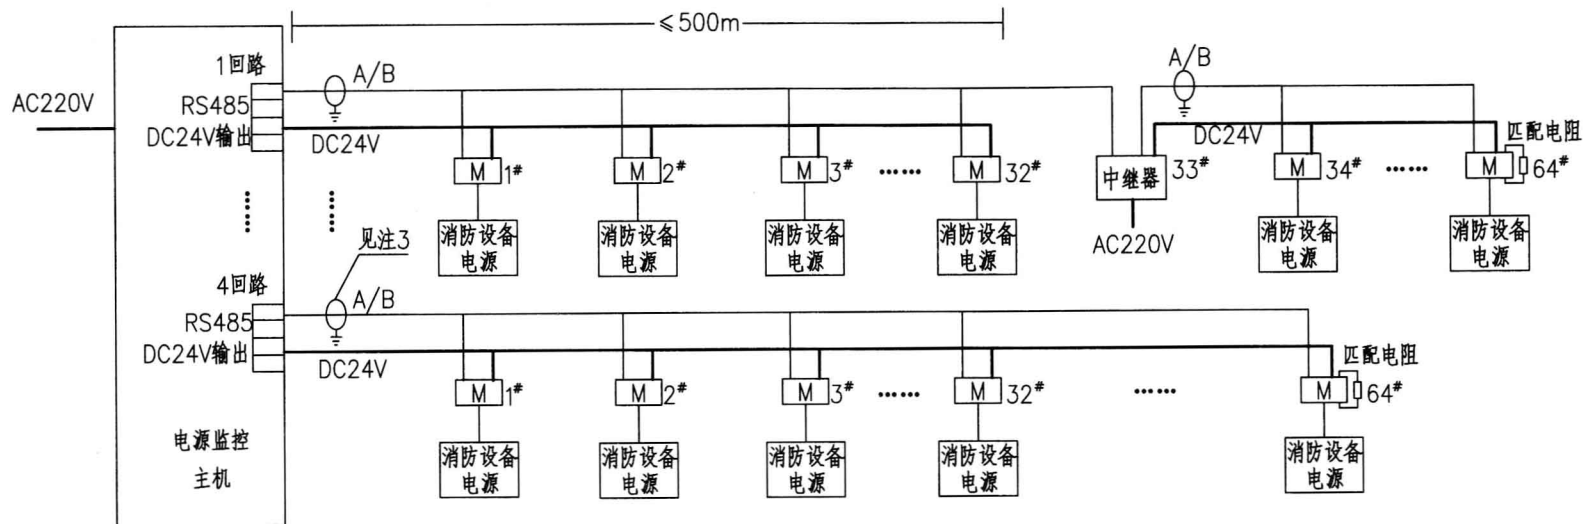 ≤500m
1回路
A/B
A/B
AC220V
RS485
DC24V输出
DC24V
DC24V
匹配电阻
M 1#
M 2#
M 3#
……
M 32#
中继器 33#
M 34#
……
M 64#
消防设备
电源
消防设备
电源
消防设备
电源
消防设备
电源
AC220V
消防设备
电源
消防设备
电源
见注3
4回路
A/B
RS485
DC24V输出
DC24V
匹配电阻
M 1#
M 2#
M 3#
……
M 32#
……
M 64#
消防设备
电源
消防设备
电源
消防设备
电源
消防设备
电源
消防设备
电源
电源监控
主机